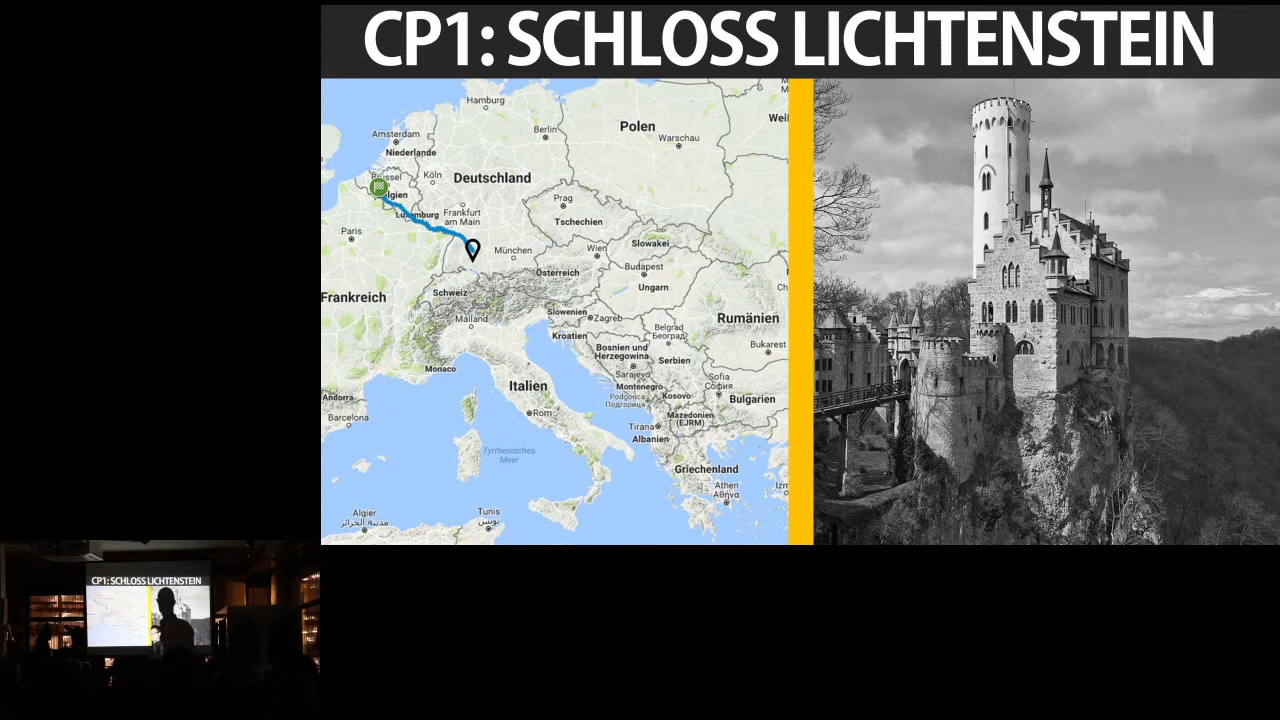 CP1: SCHLOSS LICHTENSTEIN
Hamburg
Berlin
Polen
Warschau
Amsterdam
Niederlande
Brüssel
Köln
Deutschland
Luxemburg
Frankfurt
am Main
Prag
Tschechien
Paris
München
Wien
Slowakei
Österreich
Budapest
Ungarn
Schweiz
Frankreich
Mailand
Slowenien
Zagreb
Kroatien
Rumänien
Belgrad
Београд
Bukarest
Bosnien und
Herzegowina
Serbien
Monaco
Sarajevo
Sofia
София
Italien
Montenegro
Kosovo
Podgorica
Подгорица
Bulgarien
Andorra
Barcelona
Rom
Mazedonien
(EJRM)
Tirana
Albanien
Tyrrhenisches
Meer
Griechenland
Athen
Αθήνα
Algier
مدينة الجزائر
Tunis
تونس
CP1: SCHLOSS LICHTENSTEIN